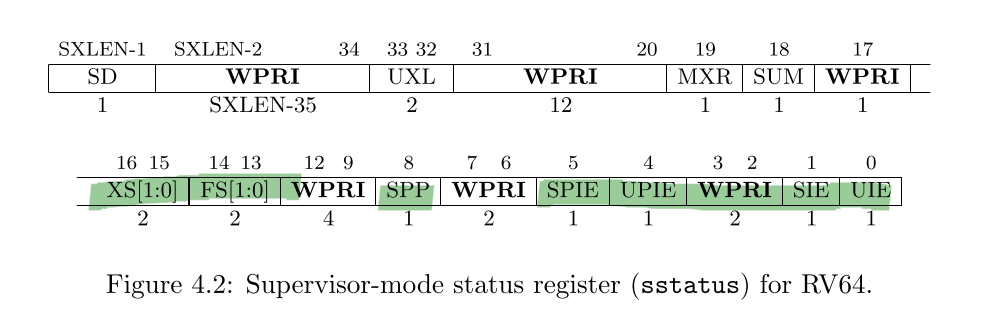 SXLEN-1 SXLEN-2 34 33 32 31 20 19 18 17
SD WPRI UXL WPRI MXR SUM WPRI
1 SXLEN-35 2 12 1 1 1
16 15 14 13 12 9 8 7 6 5 4 3 2 1 0
XS[1:0] FS[1:0] WPRI SPP WPRI SPIE UPIE WPRI SIE UIE
2 2 4 1 2 1 1 2 1 1
Figure 4.2: Supervisor-mode status register (sstatus) for RV64.